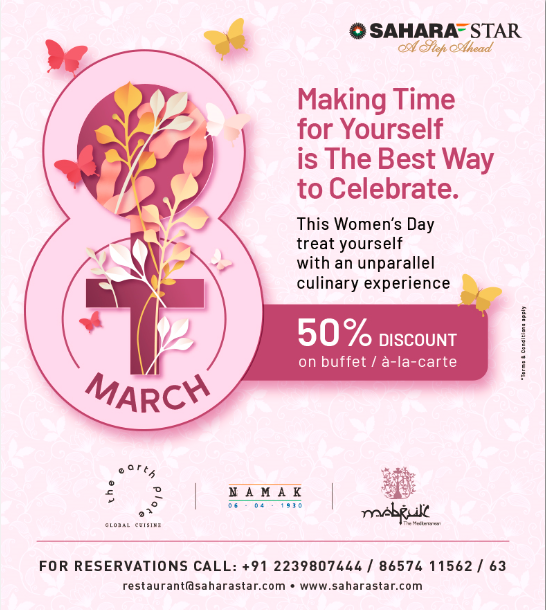 SAHARA STAR
A Step Ahead
Making Time
for Yourself
is The Best Way
to Celebrate.
This Women's Day
treat yourself
with an unparallel
culinary experience
50% DISCOUNT
on buffet / à-la-carte
*Terms & Conditions apply
8
MARCH
the earth plate
GLOBAL CUISINE
NAMAK
06 - 04 - 1930
mabruk
The Mediterranean
FOR RESERVATIONS CALL: +91 2239807444 / 86574 11562 / 63
restaurant@saharastar.com • www.saharastar.com